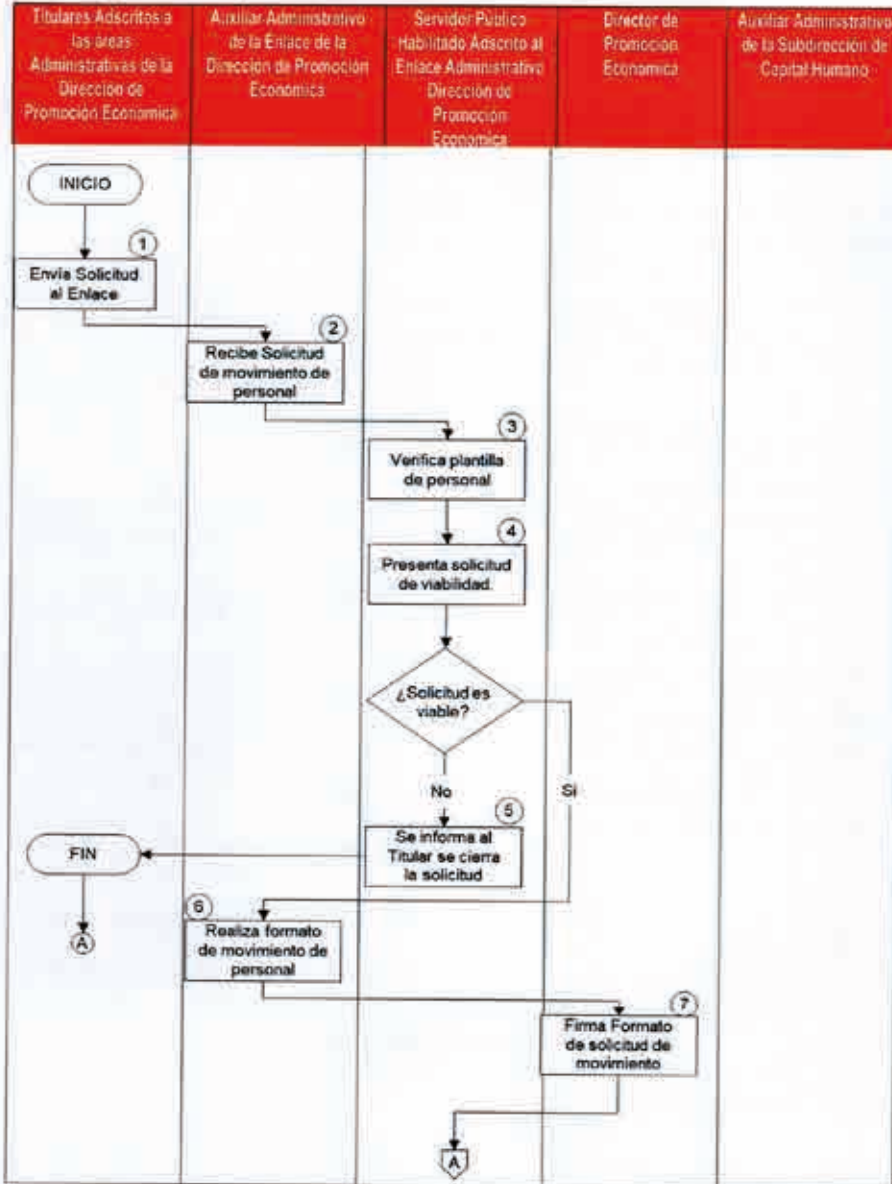 Titulares Adscritos a
las áreas
Administrativas de la
Dirección de
Promoción Económica
Auxiliar Administrativo
de la Enlace de la
Dirección de Promoción
Económica
Servidor Público
Habilitado Adscrito al
Enlace Administrativo
Dirección de
Promoción
Económica
Director de
Promoción
Económica
Auxiliar Administrativo
de la Subdirección de
Capital Humano
INICIO
1
Envía Solicitud
al Enlace
2
Recibe Solicitud
de movimiento de
personal
3
Verifica plantilla
de personal
4
Presenta solicitud
de viabilidad.
¿Solicitud es
viable?
No
Si
5
Se informa al
Titular se cierra
la solicitud
FIN
A
6
Realiza formato
de movimiento de
personal
7
Firma Formato
de solicitud de
movimiento
A